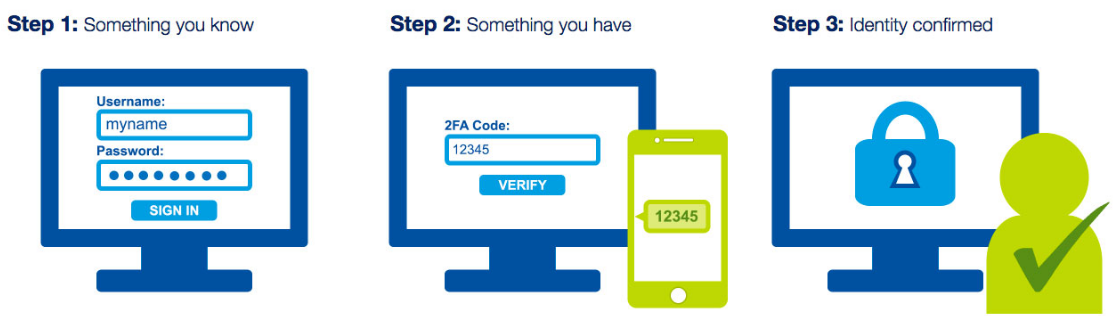 Step 1: Something you know
Username:
myname
Password:
SIGN IN
Step 2: Something you have
2FA Code:
12345
VERIFY
12345
Step 3: Identity confirmed